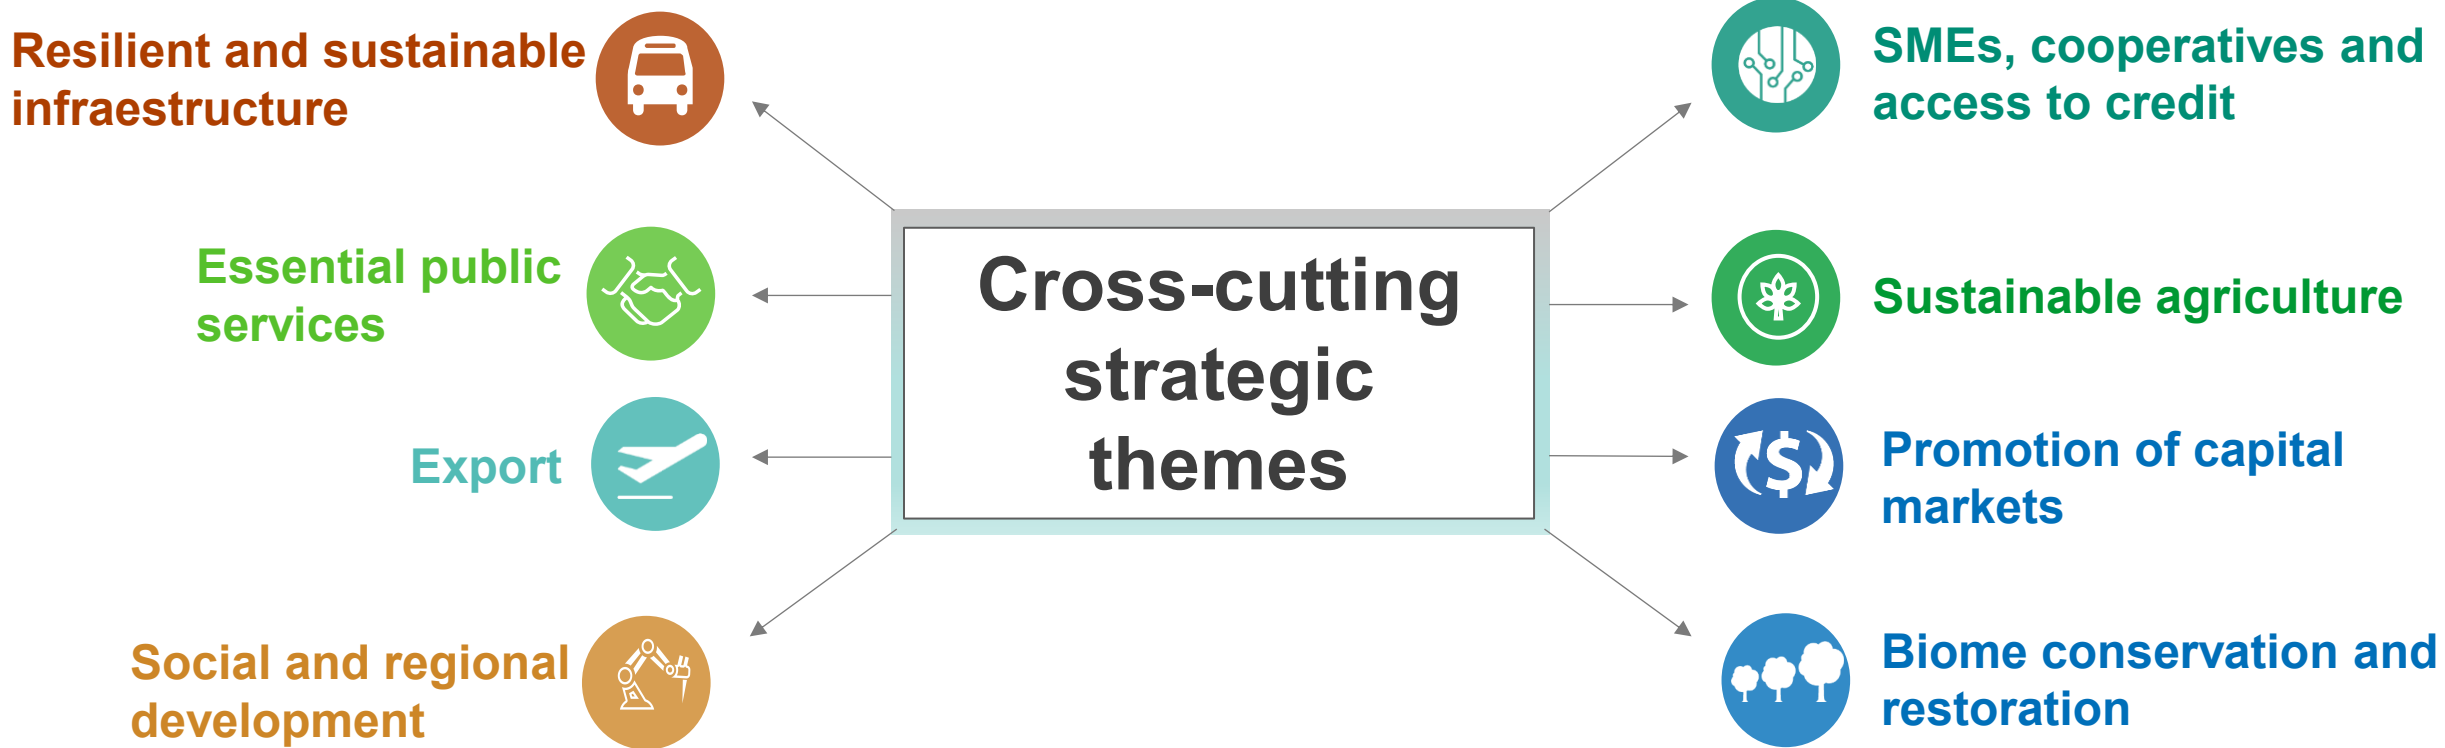 Resilient and sustainable
infraestructure
Essential public
services
Export
Social and regional
development
Cross-cutting
strategic
themes
SMEs, cooperatives and
access to credit
Sustainable agriculture
Promotion of capital
markets
Biome conservation and
restoration